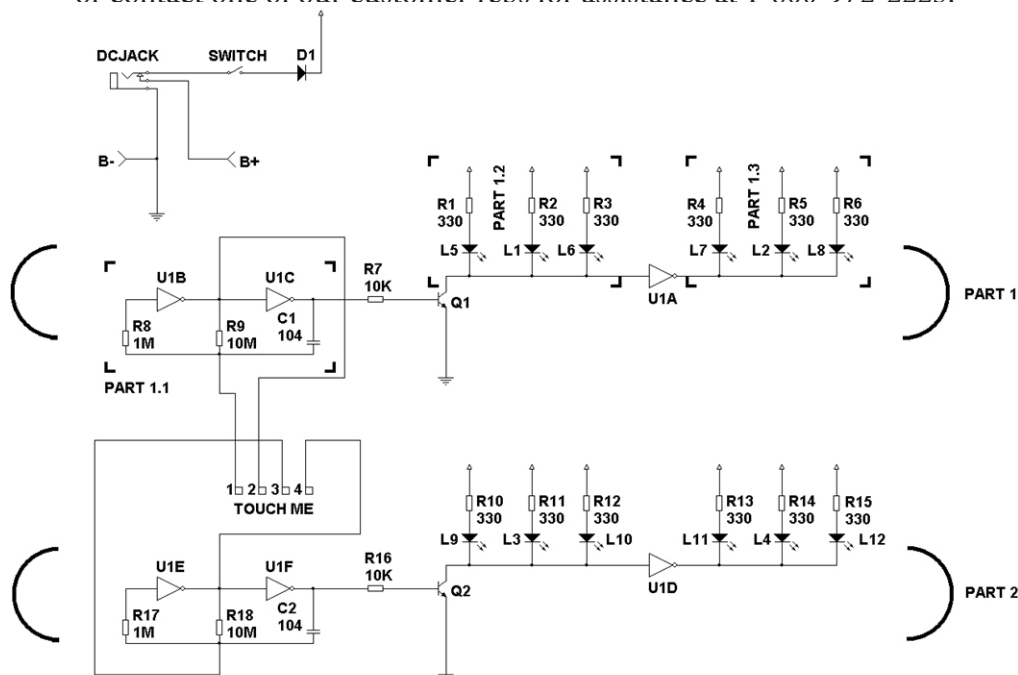 DCJACK SWITCH D1
B- B+
PART 1.2 PART 1.3
R1 330 R2 330 R3 330 R4 330 R5 330 R6 330
L5 L1 L6 L7 L2 L8
U1B U1C R7 10K Q1 U1A PART 1
R8 1M R9 10M C1 104
PART 1.1
1 2 3 4
TOUCH ME
R10 330 R11 330 R12 330 R13 330 R14 330 R15 330
L9 L3 L10 L11 L4 L12
U1E U1F R16 10K Q2 U1D PART 2
R17 1M R18 10M C2 104